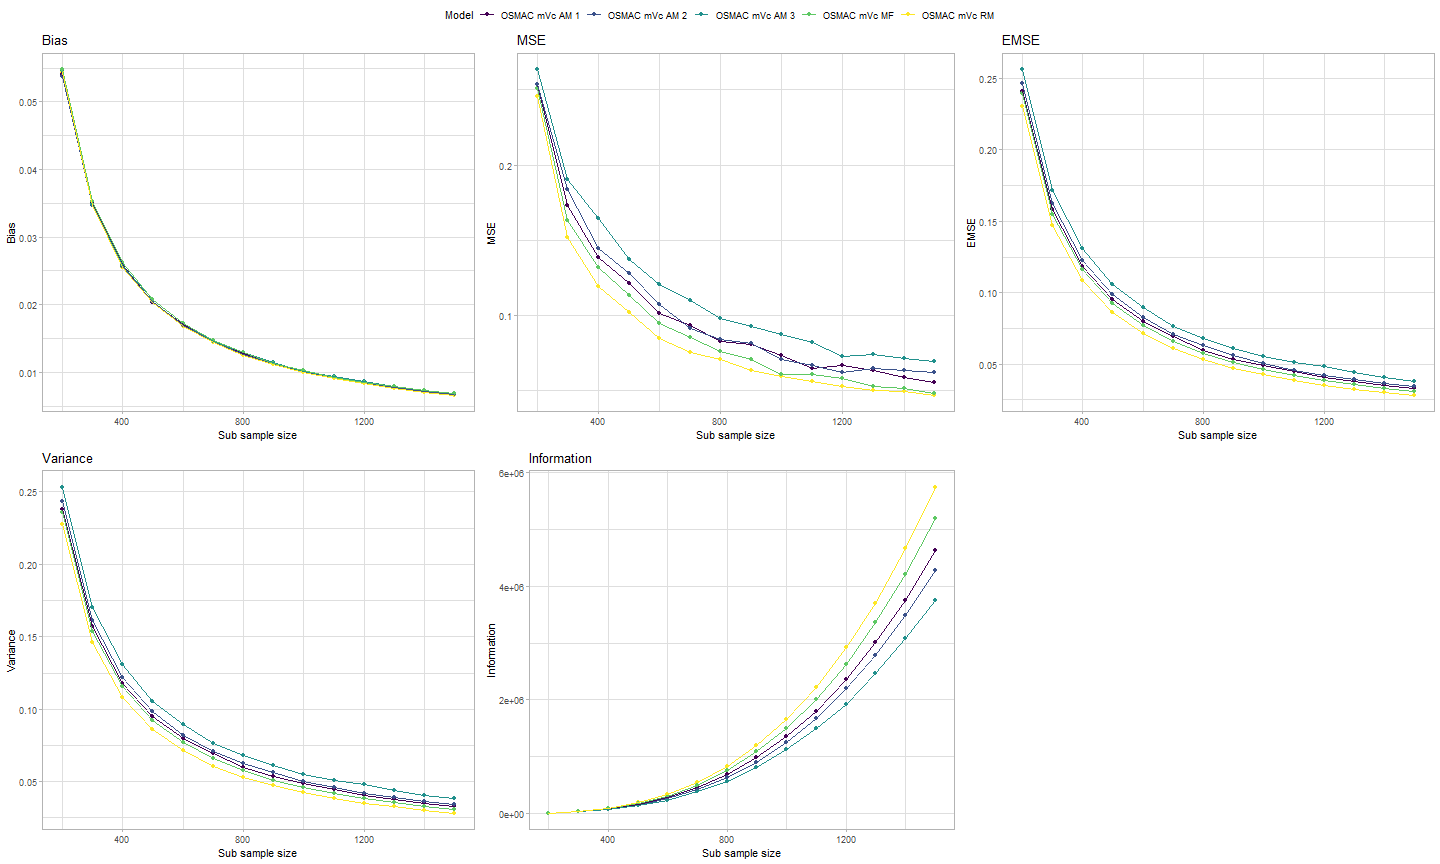 Model OSMAC mVc AM 1 OSMAC mVc AM 2 OSMAC mVc AM 3 OSMAC mVc MF OSMAC mVc RM
Bias
0.05
0.04
0.03
0.02
0.01
Bias
400 800 1200
Sub sample size
MSE
0.2
0.1
MSE
400 800 1200
Sub sample size
EMSE
0.25
0.20
0.15
0.10
0.05
EMSE
400 800 1200
Sub sample size
Variance
0.25
0.20
0.15
0.10
0.05
Variance
400 800 1200
Sub sample size
Information
6e+06
4e+06
2e+06
0e+00
Information
400 800 1200
Sub sample size